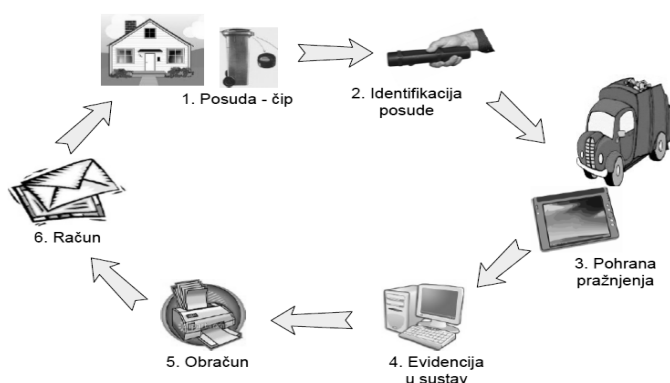 1. Posuda - čip
2. Identifikacija
posude
3. Pohrana
pražnjenja
4. Evidencija
u sustav
5. Obračun
6. Račun